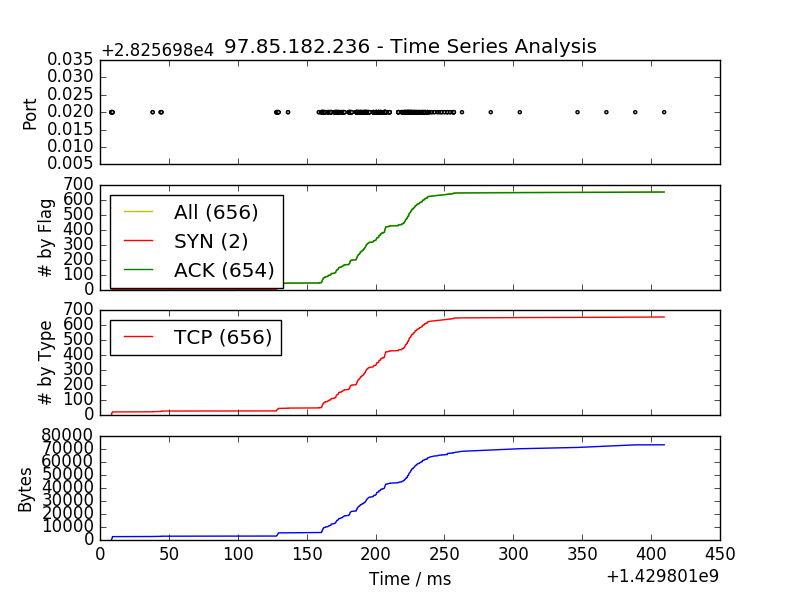 +2.825698e4
97.85.182.236 - Time Series Analysis
0.035
0.030
0.025
0.020
0.015
0.010
0.005
Port
700
600
500
400
300
200
100
0
# by Flag
All (656)
SYN (2)
ACK (654)
700
600
500
400
300
200
100
0
# by Type
TCP (656)
80000
70000
60000
50000
40000
30000
20000
10000
0
Bytes
0 50 100 150 200 250 300 350 400 450
Time / ms
+1.429801e9